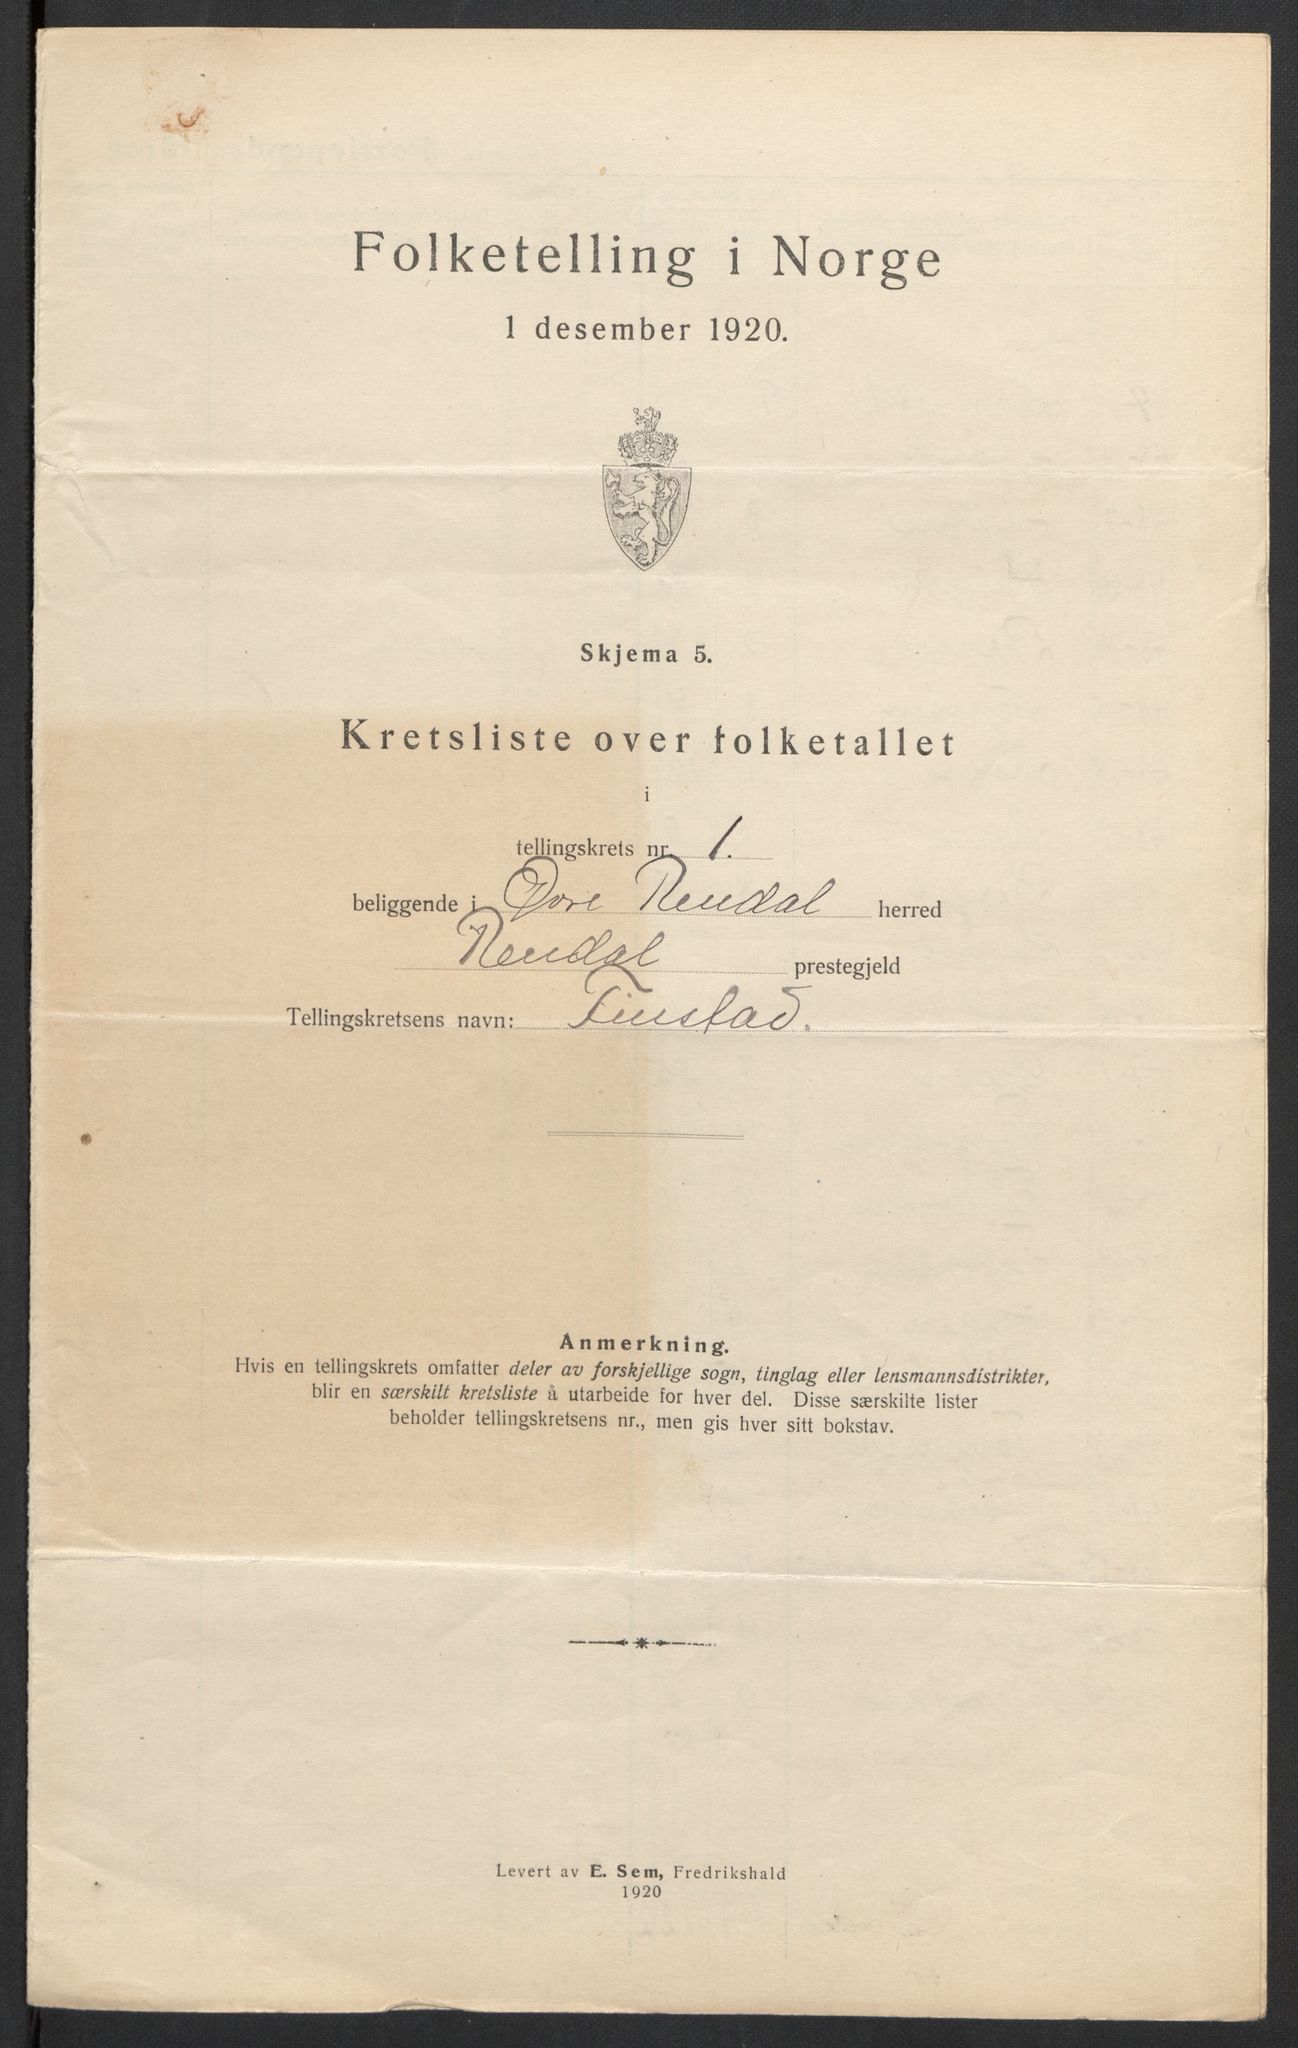 Folketelling i Norge
1 desember 1920.
Skjema 5.
Kretsliste over folketallet
i
tellingskrets nr. 1.
beliggende i Øvre Rendal herred
Rendal prestegjeld
Tellingskretsens navn: Finstad.
Anmerkning.
Hvis en tellingskrets omfatter deler av forskjellige sogn, tinglag eller lensmannsdistrikter,
blir en særskilt kretsliste å utarbeide for hver del. Disse særskilte lister
beholder tellingskretsens nr., men gis hver sitt bokstav.
Levert av E. Sem, Fredrikshald
1920